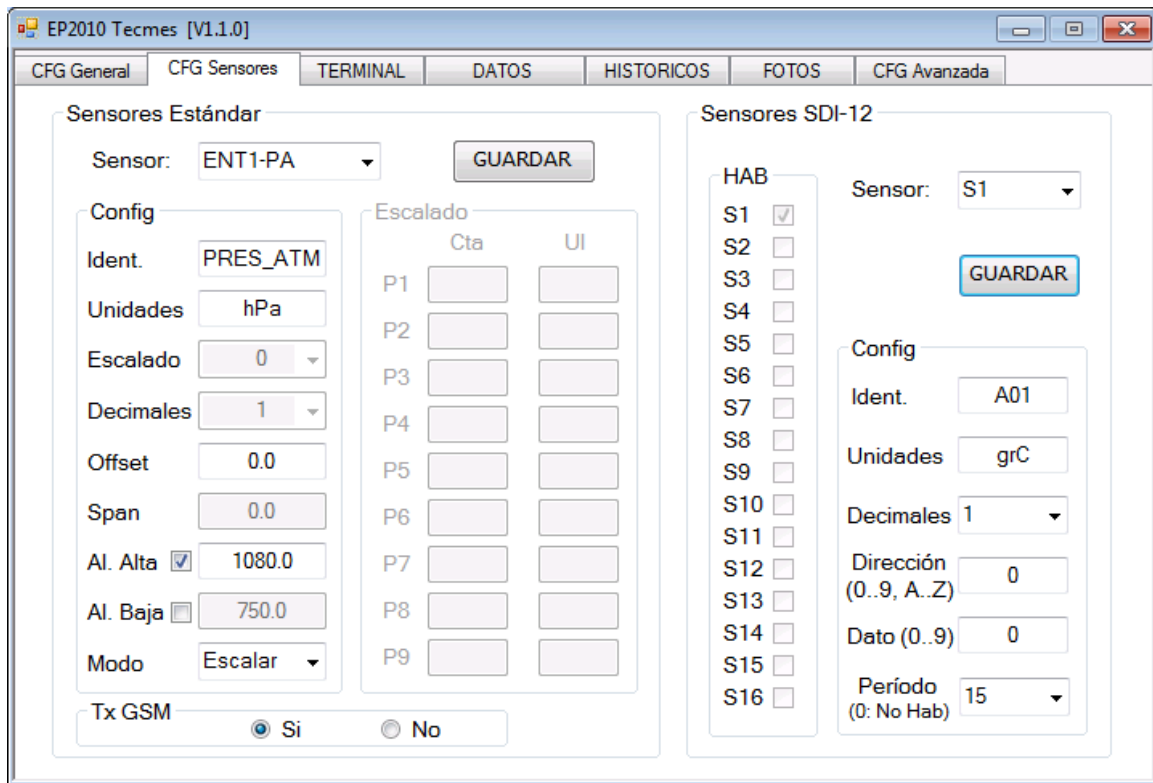 EP2010 Tecmes [V1.1.0]
CFG General CFG Sensores TERMINAL DATOS HISTORICOS FOTOS CFG Avanzada
Sensores Estándar
Sensor: ENT1-PA GUARDAR
Config
Ident. PRES_ATM
Unidades hPa
Escalado 0
Decimales 1
Offset 0.0
Span 0.0
Al. Alta 1080.0
Al. Baja 750.0
Modo Escalar
Escalado
Cta UI
P1
P2
P3
P4
P5
P6
P7
P8
P9
Tx GSM
Si No
Sensores SDI-12
HAB
S1
S2
S3
S4
S5
S6
S7
S8
S9
S10
S11
S12
S13
S14
S15
S16
Sensor: S1
GUARDAR
Config
Ident. A01
Unidades grC
Decimales 1
Dirección
(0..9, A..Z) 0
Dato (0..9) 0
Período
(0: No Hab) 15